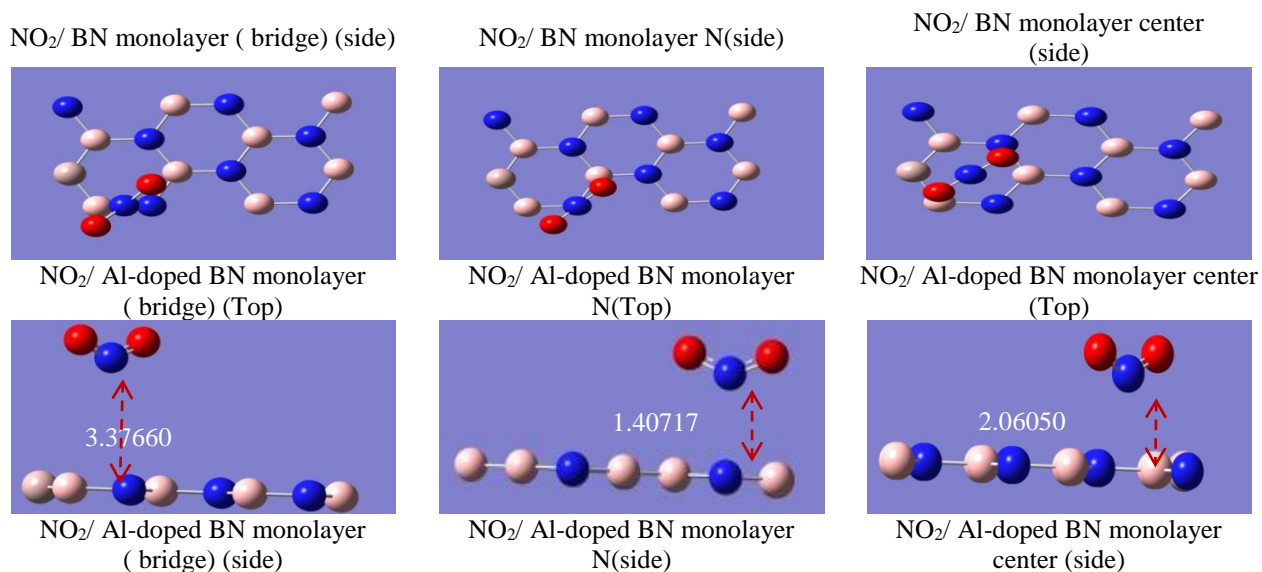 NO₂/ BN monolayer ( bridge) (side)
NO₂/ BN monolayer N(side)
NO₂/ BN monolayer center
(side)
NO₂/ Al-doped BN monolayer
( bridge) (Top)
NO₂/ Al-doped BN monolayer
N(Top)
NO₂/ Al-doped BN monolayer center
(Top)
3.37660
1.40717
2.06050
NO₂/ Al-doped BN monolayer
( bridge) (side)
NO₂/ Al-doped BN monolayer
N(side)
NO₂/ Al-doped BN monolayer
center (side)